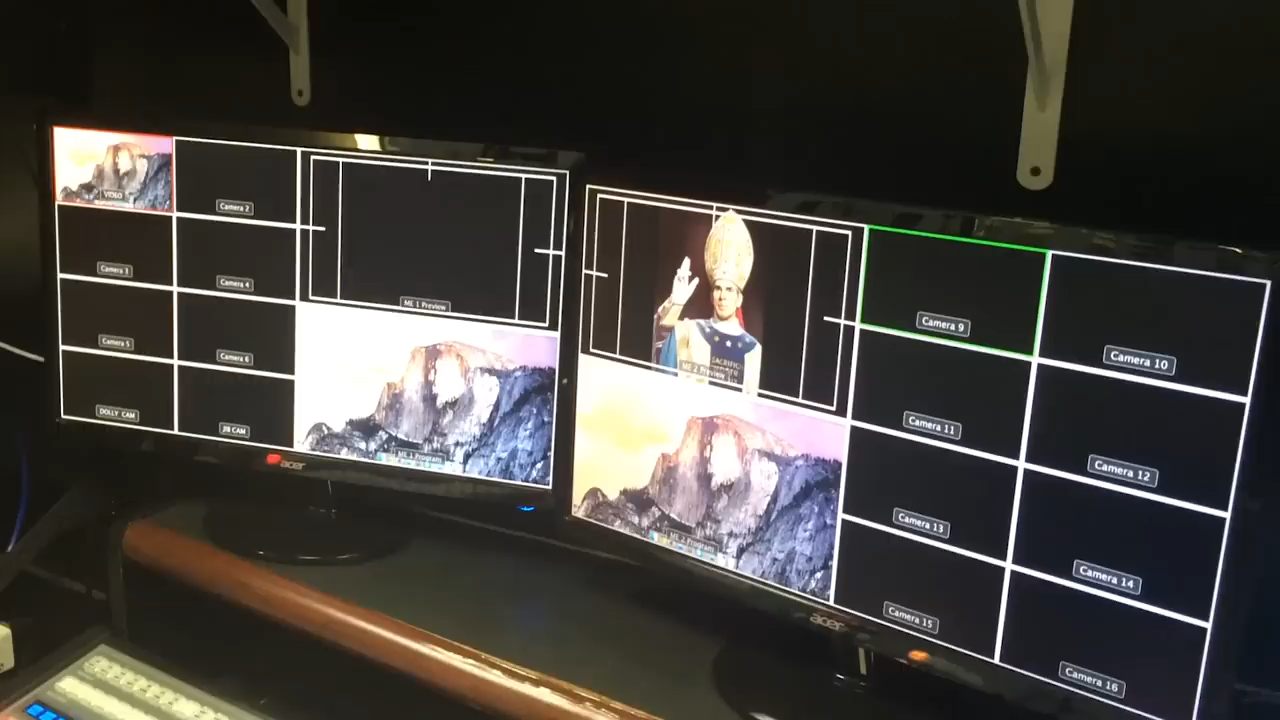 VIDEO
Camera 2
Camera 3
Camera 4
Camera 5
Camera 6
DOLLY CAM
JIB CAM
ME 1 Preview
ME 1 Program
acer
SACRIFIC
ME 2 Preview
ME 2 Program
Camera 9
Camera 10
Camera 11
Camera 12
Camera 13
Camera 14
Camera 15
Camera 16
acer